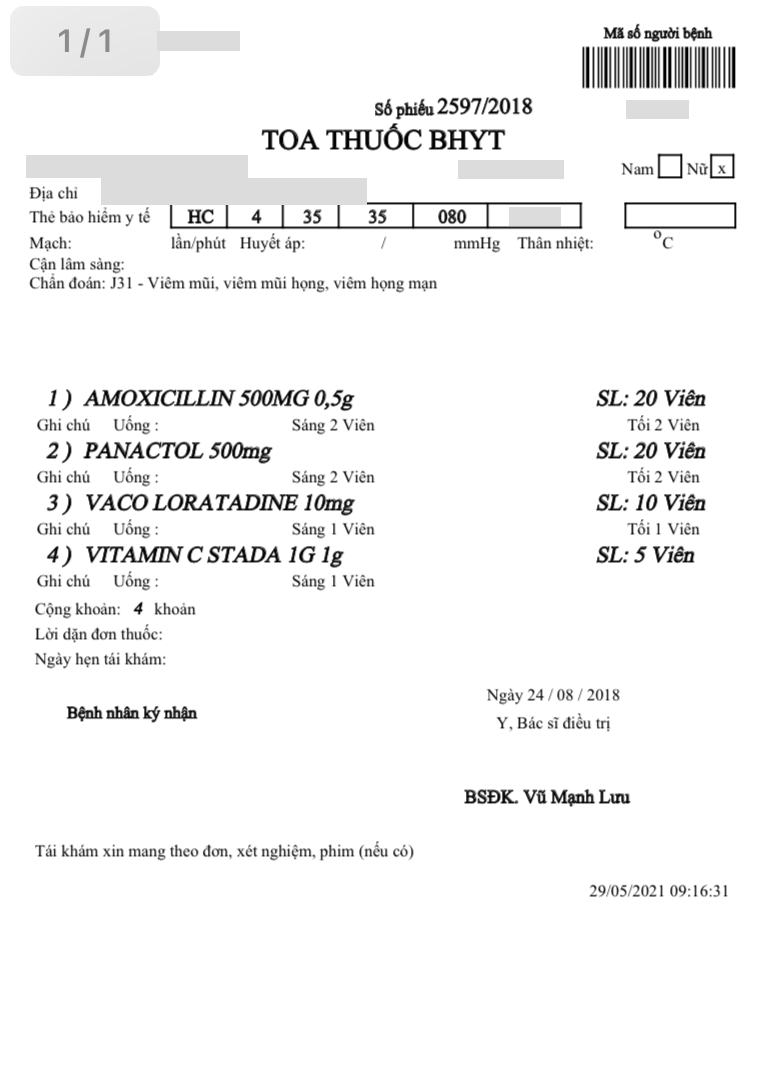 1/1
Mã số người bệnh
Số phiếu 2597/2018
TOA THUỐC BHYT
Nam Nữ x
Địa chỉ
Thẻ bảo hiểm y tế HC 4 35 35 080
Mạch: lần/phút Huyết áp: / mmHg Thân nhiệt: °C
Cận lâm sàng:
Chẩn đoán: J31 - Viêm mũi, viêm mũi họng, viêm họng mạn
1 ) AMOXICILLIN 500MG 0,5g SL: 20 Viên
Ghi chú Uống : Sáng 2 Viên Tối 2 Viên
2 ) PANACTOL 500mg SL: 20 Viên
Ghi chú Uống : Sáng 2 Viên Tối 2 Viên
3 ) VACO LORATADINE 10mg SL: 10 Viên
Ghi chú Uống : Sáng 1 Viên Tối 1 Viên
4 ) VITAMIN C STADA 1G 1g SL: 5 Viên
Ghi chú Uống : Sáng 1 Viên
Cộng khoản: 4 khoản
Lời dặn đơn thuốc:
Ngày hẹn tái khám:
Ngày 24 / 08 / 2018
Bệnh nhân ký nhận
Y, Bác sĩ điều trị
BSĐK. Vũ Mạnh Lưu
Tái khám xin mang theo đơn, xét nghiệm, phim (nếu có)
29/05/2021 09:16:31